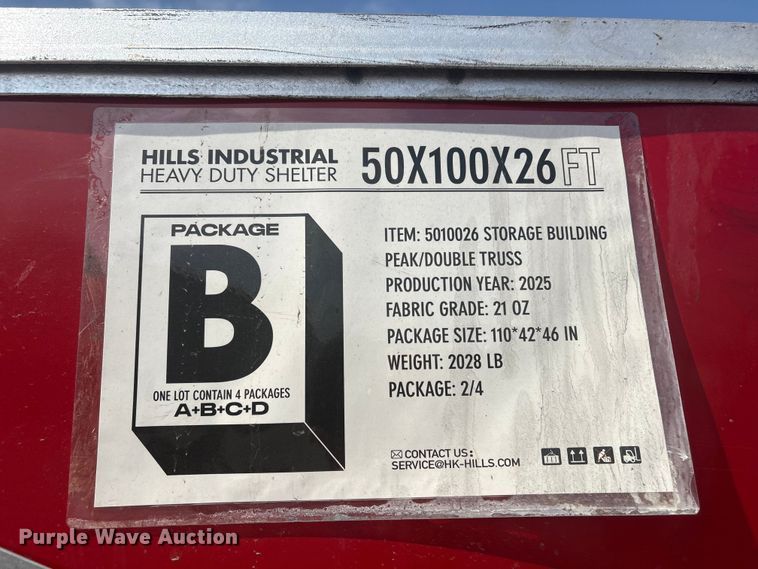 HILLS INDUSTRIAL
HEAVY DUTY SHELTER
50X100X26FT
PACKAGE
B
ONE LOT CONTAIN 4 PACKAGES
A+B+C+D
ITEM: 5010026 STORAGE BUILDING
PEAK/DOUBLE TRUSS
PRODUCTION YEAR: 2025
FABRIC GRADE: 21 OZ
PACKAGE SIZE: 110*42*46 IN
WEIGHT: 2028 LB
PACKAGE: 2/4
CONTACT US:
SERVICE@HK-HILLS.COM
Purple Wave Auction